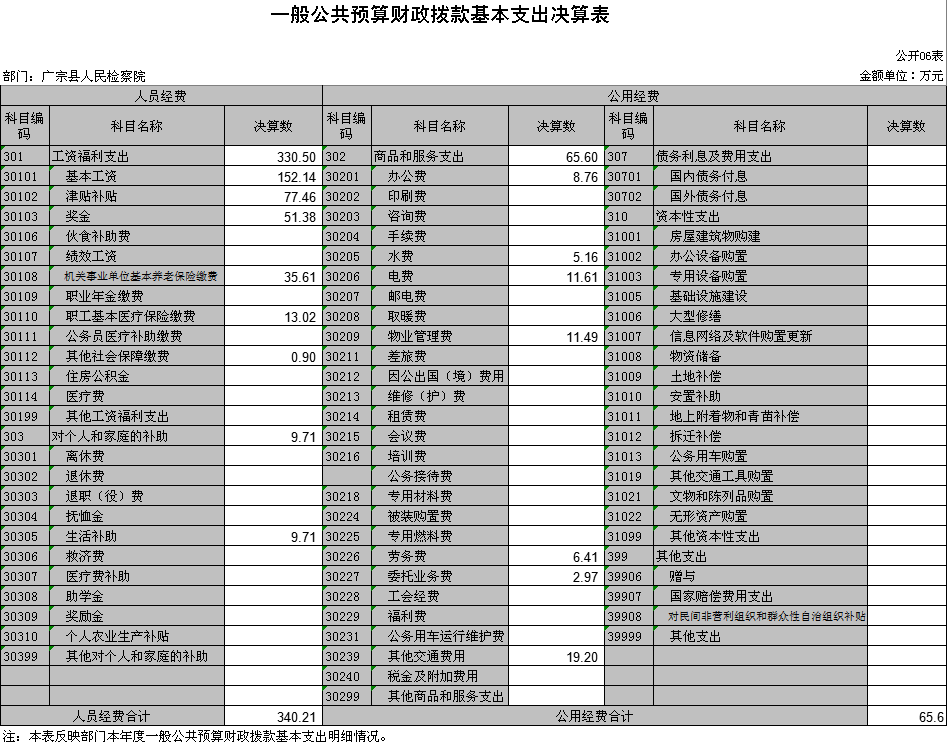 一般公共预算财政拨款基本支出决算表
公开06表
部门：广宗县人民检察院 金额单位：万元
人员经费 公用经费
科目编码 科目名称 决算数 科目编码 科目名称 决算数 科目编码 科目名称 决算数
301 工资福利支出 330.50 302 商品和服务支出 65.60 307 债务利息及费用支出
30101 基本工资 152.14 30201 办公费 8.76 30701 国内债务付息
30102 津贴补贴 77.46 30202 印刷费 30702 国外债务付息
30103 奖金 51.38 30203 咨询费 310 资本性支出
30106 伙食补助费 30204 手续费 31001 房屋建筑物购建
30107 绩效工资 30205 水费 5.16 31002 办公设备购置
30108 机关事业单位基本养老保险缴费 35.61 30206 电费 11.61 31003 专用设备购置
30109 职业年金缴费 30207 邮电费 31005 基础设施建设
30110 职工基本医疗保险缴费 13.02 30208 取暖费 31006 大型修缮
30111 公务员医疗补助缴费 30209 物业管理费 11.49 31007 信息网络及软件购置更新
30112 其他社会保障缴费 0.90 30211 差旅费 31008 物资储备
30113 住房公积金 30212 因公出国（境）费用 31009 土地补偿
30114 医疗费 30213 维修（护）费 31010 安置补助
30199 其他工资福利支出 30214 租赁费 31011 地上附着物和青苗补偿
303 对个人和家庭的补助 9.71 30215 会议费 31012 拆迁补偿
30301 离休费 30216 培训费 31013 公务用车购置
30302 退休费 公务接待费 31019 其他交通工具购置
30303 退职（役）费 30218 专用材料费 31021 文物和陈列品购置
30304 抚恤金 30224 被装购置费 31022 无形资产购置
30305 生活补助 9.71 30225 专用燃料费 31099 其他资本性支出
30306 救济费 30226 劳务费 6.41 399 其他支出
30307 医疗费补助 30227 委托业务费 2.97 39906 赠与
30308 助学金 30228 工会经费 39907 国家赔偿费用支出
30309 奖励金 30229 福利费 39908 对民间非营利组织和群众性自治组织补贴
30310 个人农业生产补贴 30231 公务用车运行维护费 39999 其他支出
30399 其他对个人和家庭的补助 30239 其他交通费用 19.20
30240 税金及附加费用
30299 其他商品和服务支出
人员经费合计 340.21 公用经费合计 65.6
注：本表反映部门本年度一般公共预算财政拨款基本支出明细情况。